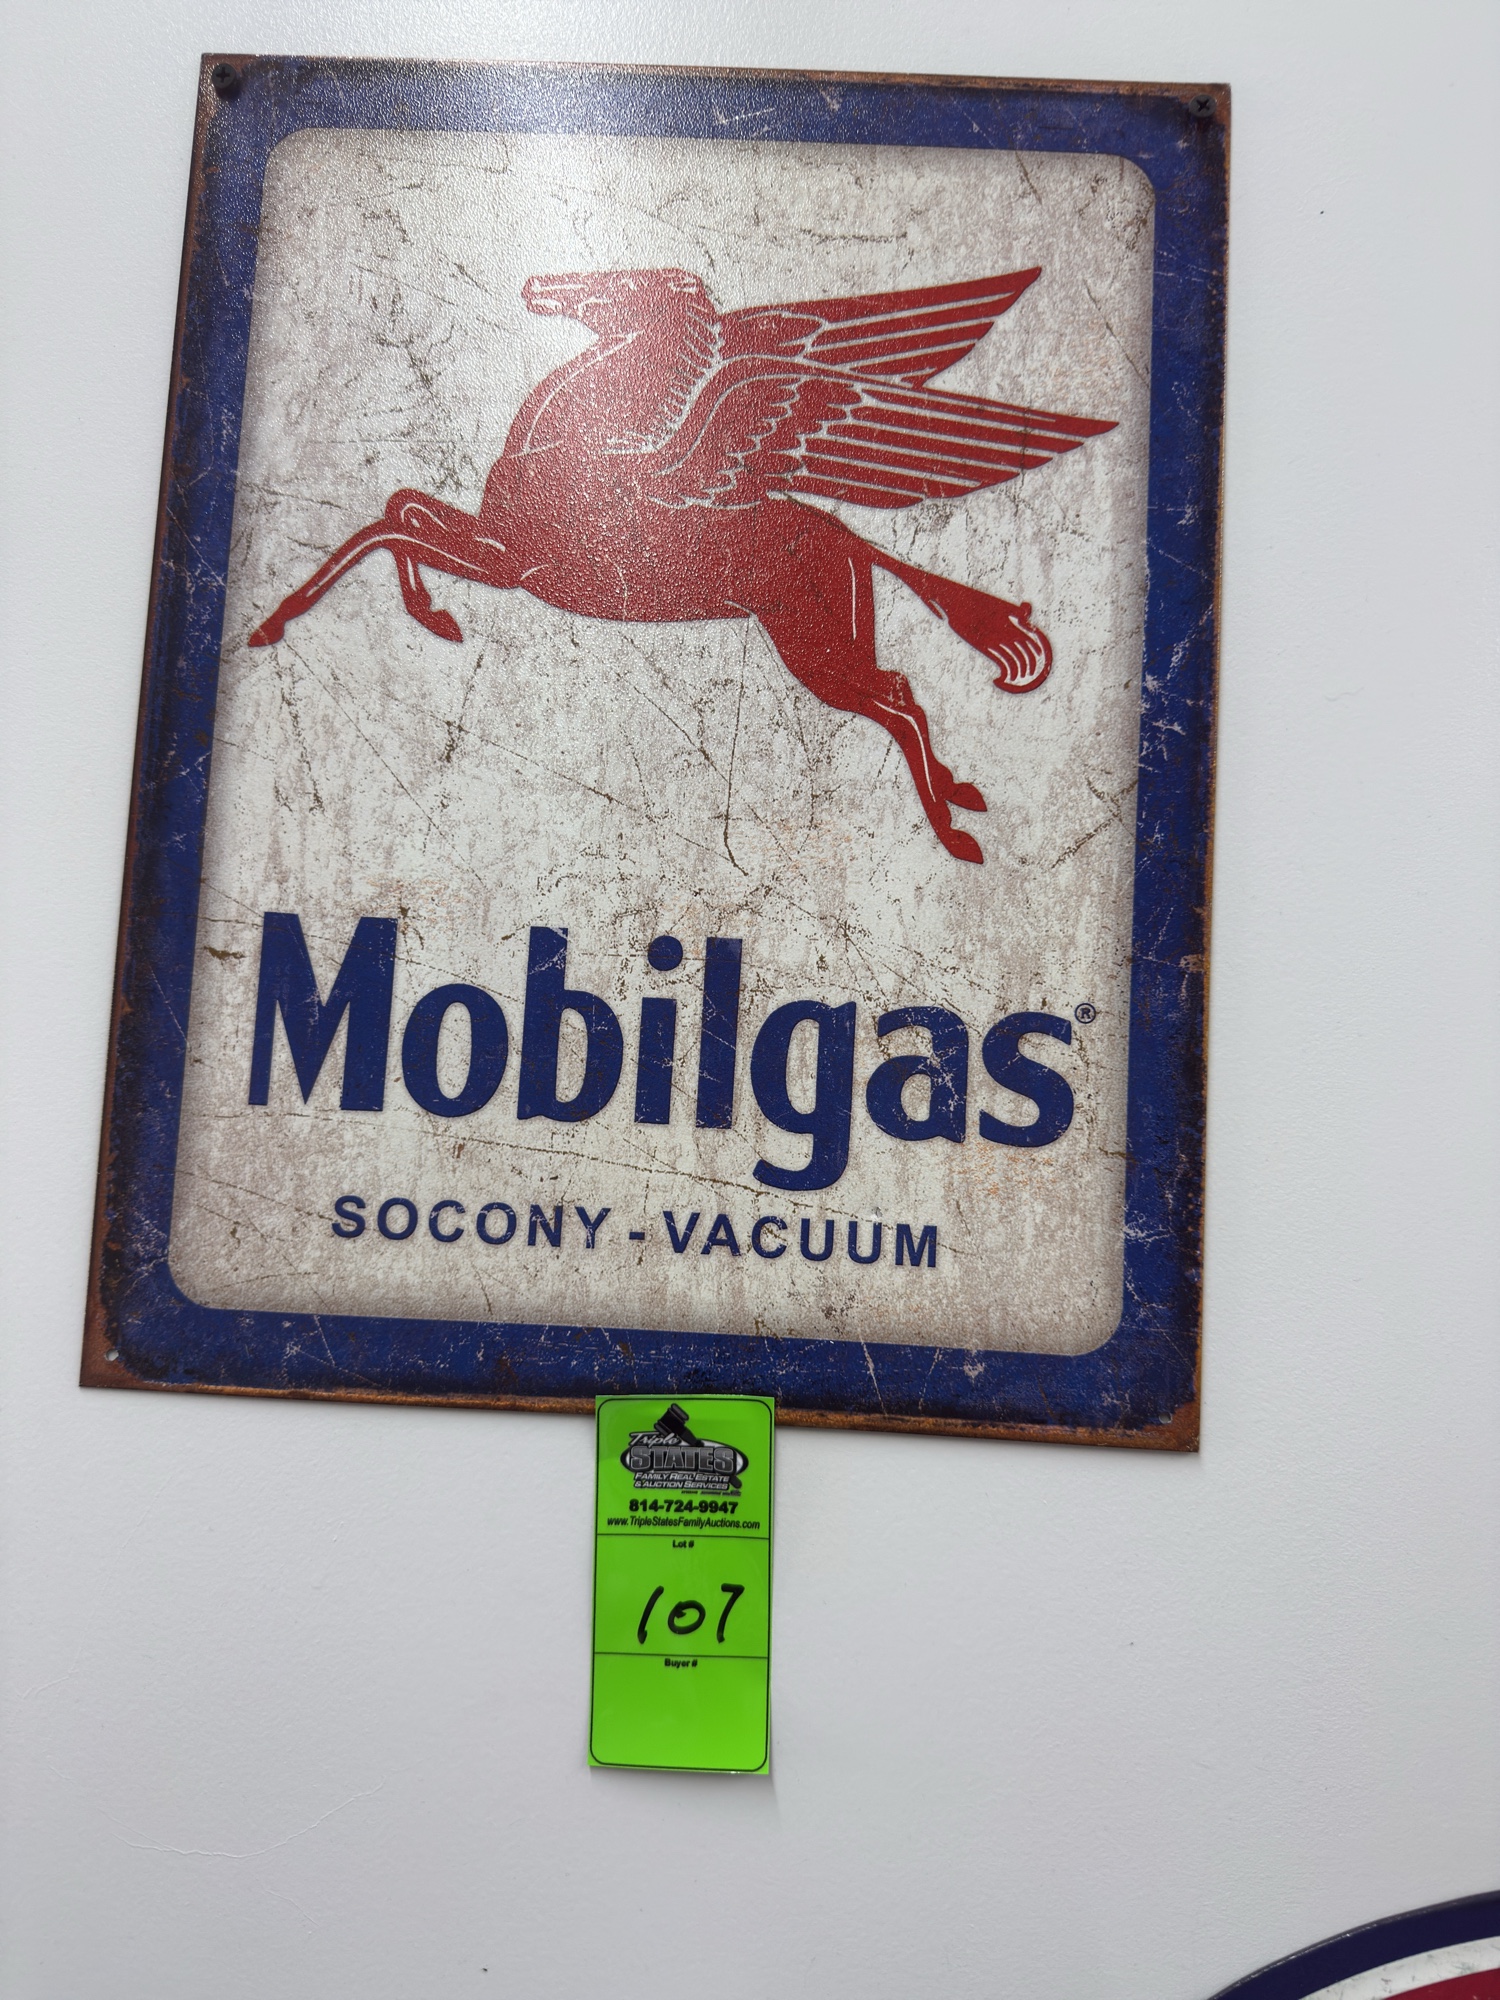 Mobilgas®
SOCONY - VACUUM
Triple
STATES
FAMILY REAL ESTATE
& AUCTION SERVICES
814-724-9947
www.TripleStatesFamilyAuctions.com
Lot #
107
Buyer #